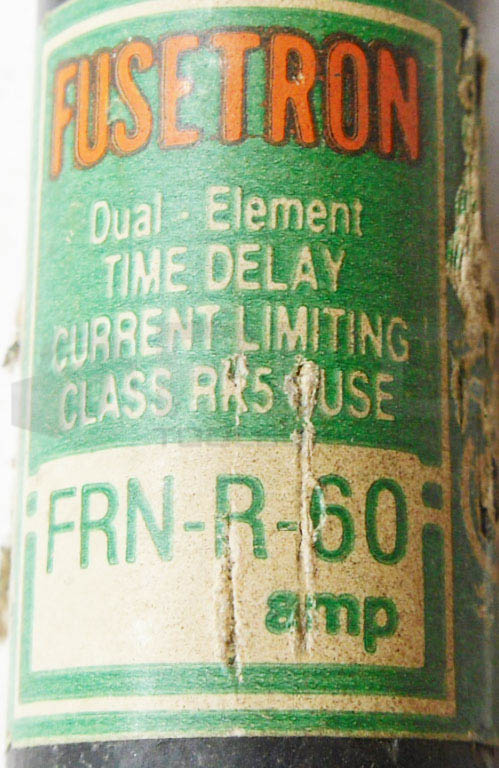 FUSETRON
Dual - Element
TIME DELAY
CURRENT LIMITING
CLASS RK5 FUSE
FRN-R-60
amp